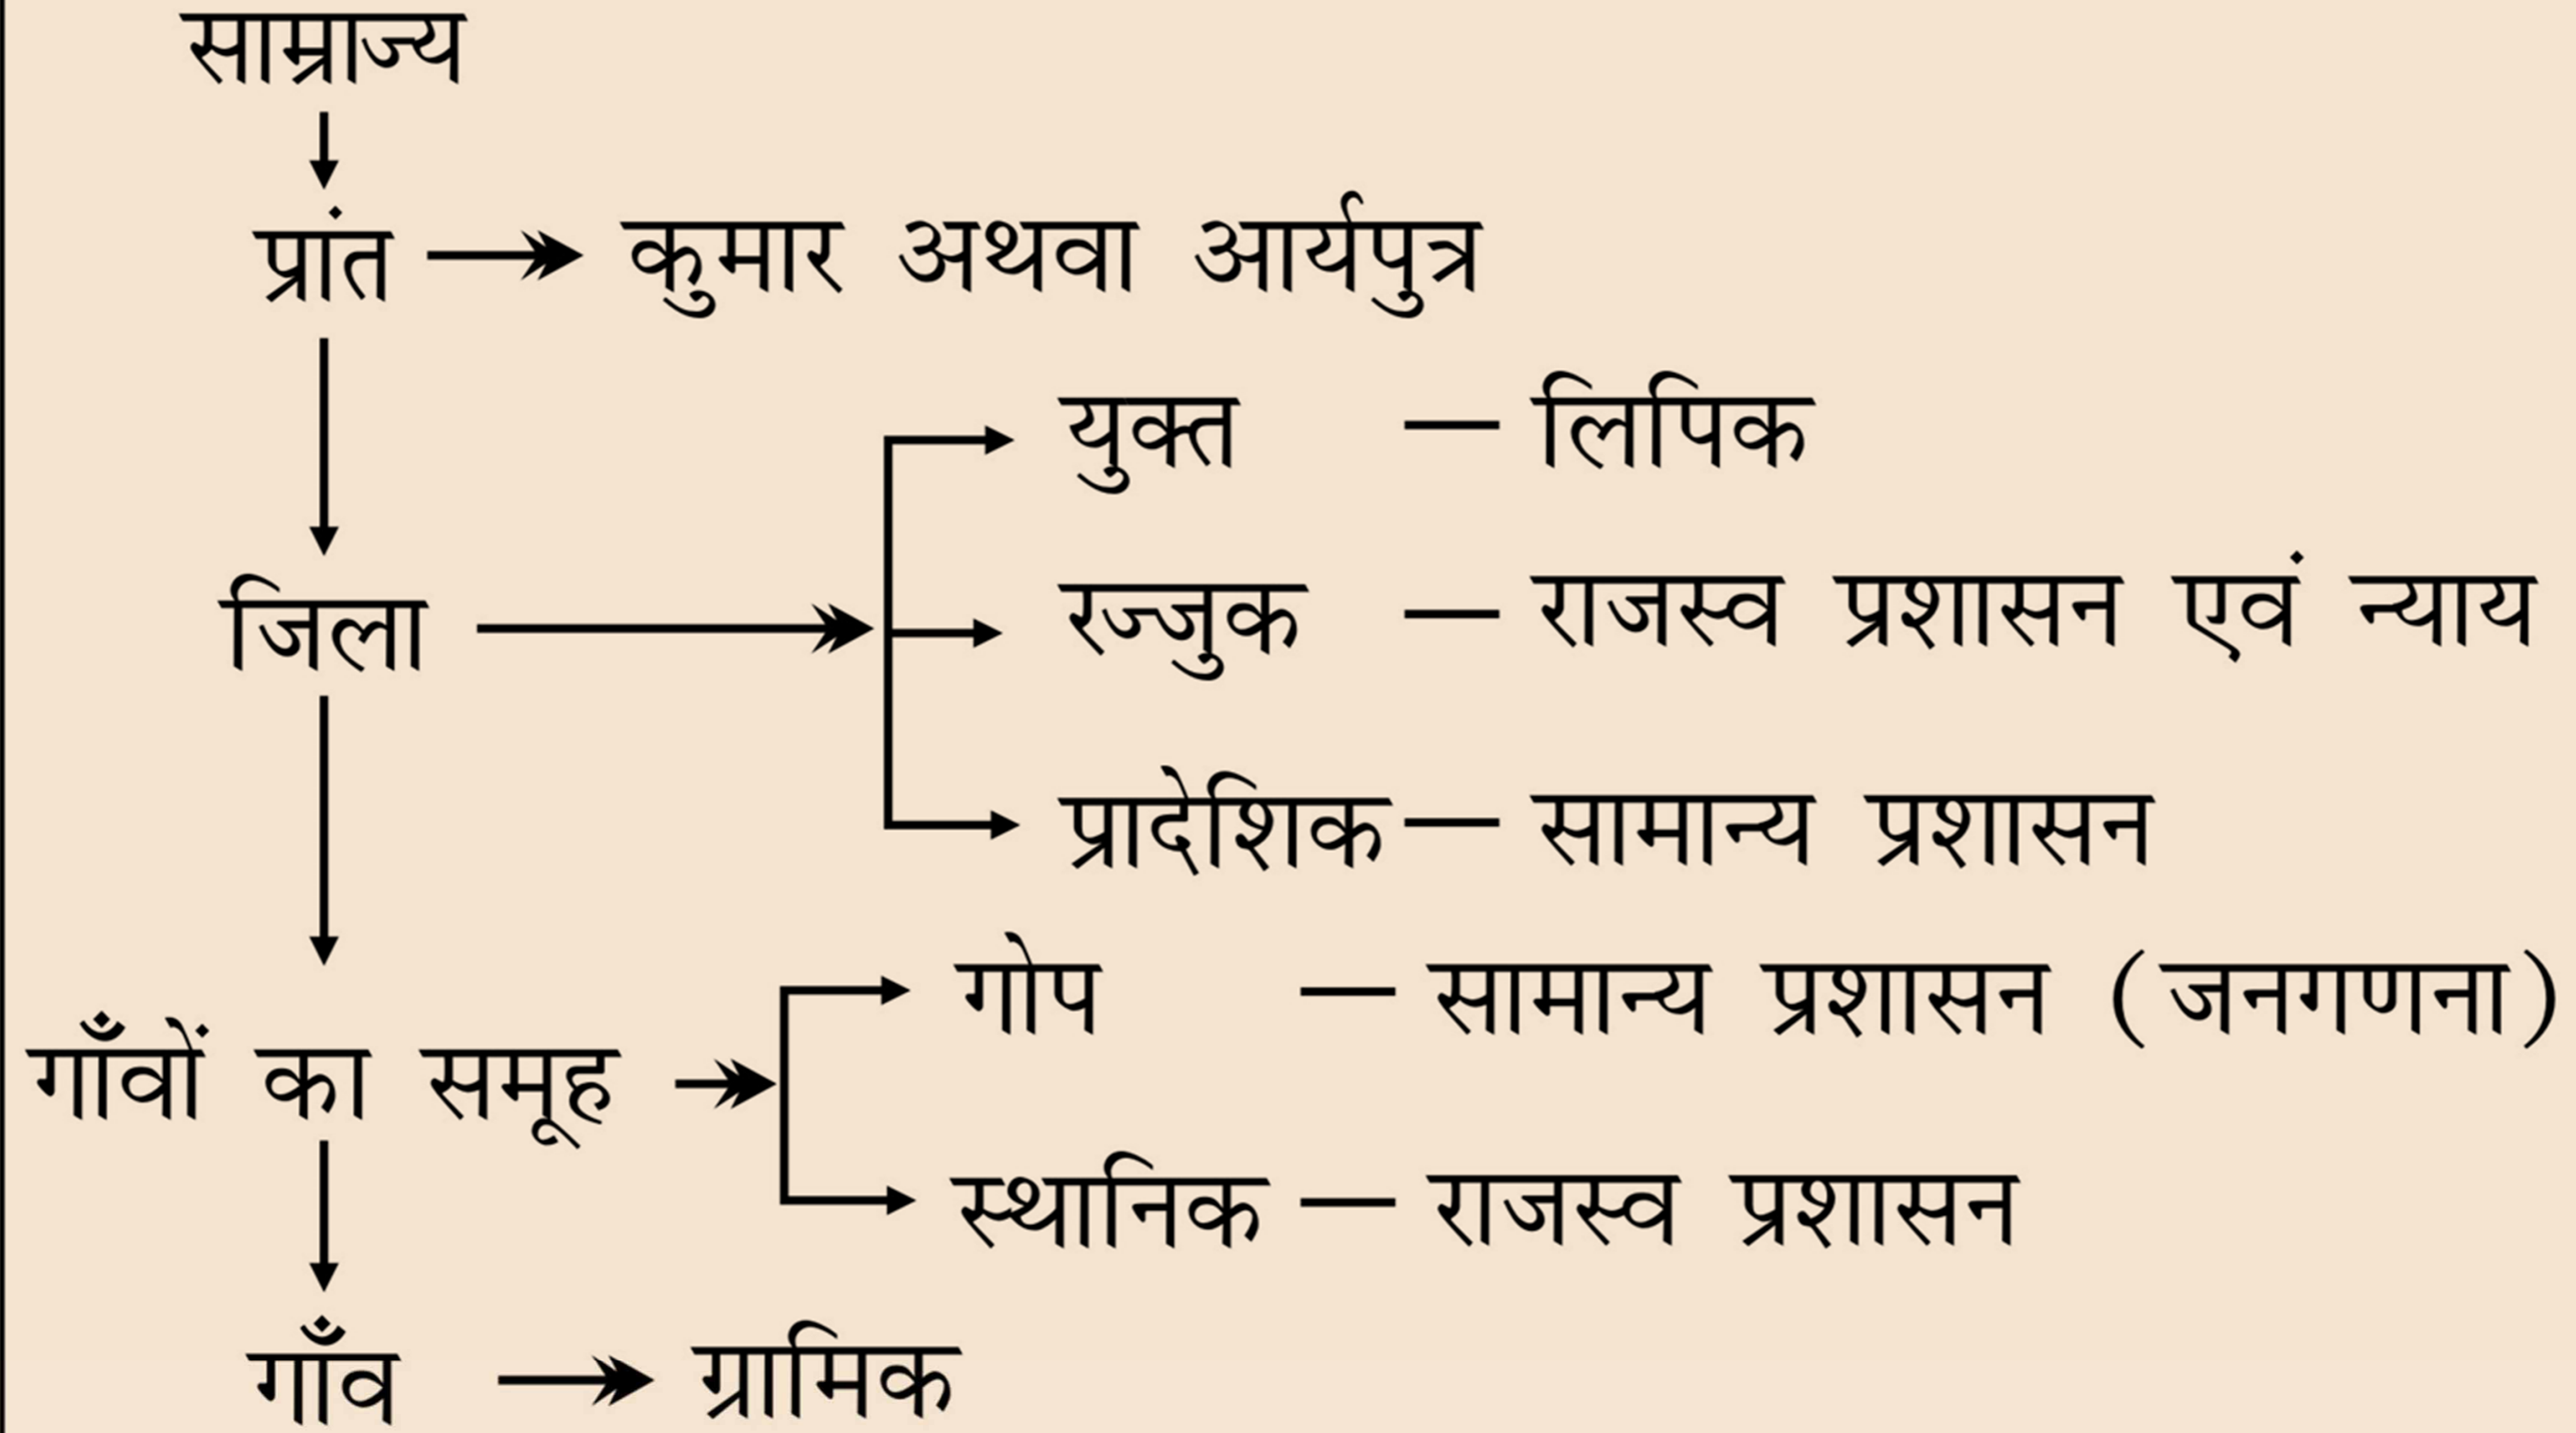 साम्राज्य
प्रांत कुमार अथवा आर्यपुत्र
युक्त — लिपिक
जिला रज्जुक — राजस्व प्रशासन एवं न्याय
प्रादेशिक — सामान्य प्रशासन
गोप — सामान्य प्रशासन (जनगणना)
गाँवों का समूह
स्थानिक — राजस्व प्रशासन
गाँव ग्रामिक